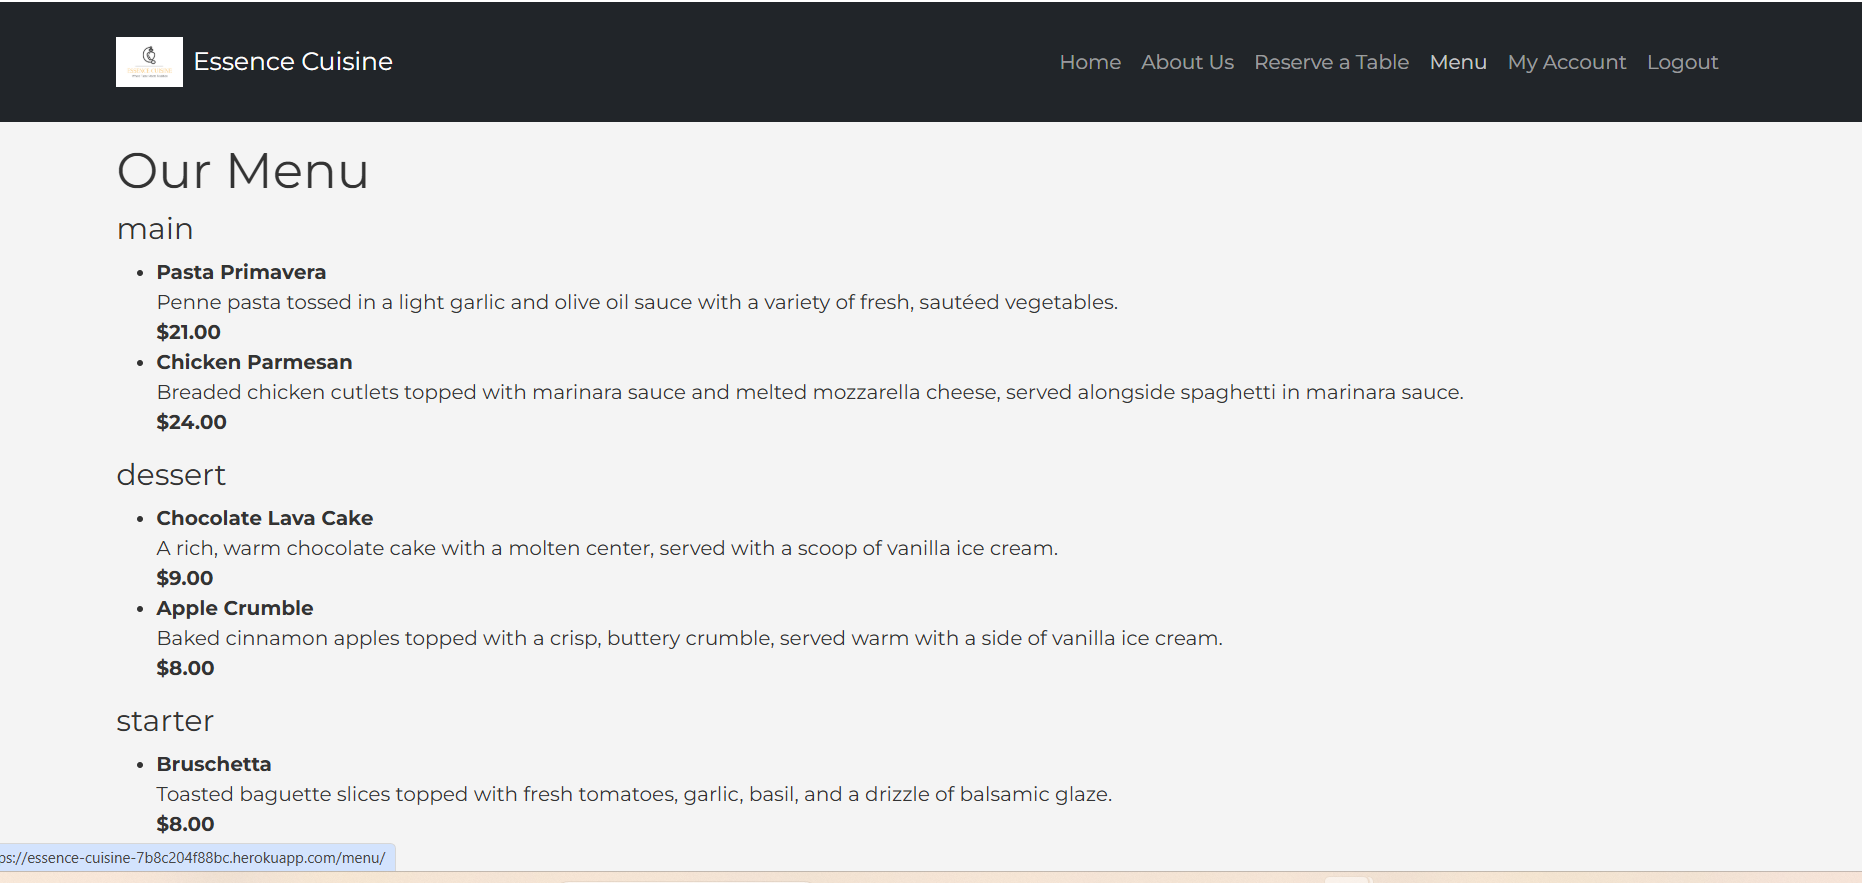 ESSENCE CUISINE
Essence Cuisine
Home About Us Reserve a Table Menu My Account Logout
Our Menu
main
• Pasta Primavera
Penne pasta tossed in a light garlic and olive oil sauce with a variety of fresh, sautéed vegetables.
$21.00
• Chicken Parmesan
Breaded chicken cutlets topped with marinara sauce and melted mozzarella cheese, served alongside spaghetti in marinara sauce.
$24.00
dessert
• Chocolate Lava Cake
A rich, warm chocolate cake with a molten center, served with a scoop of vanilla ice cream.
$9.00
• Apple Crumble
Baked cinnamon apples topped with a crisp, buttery crumble, served warm with a side of vanilla ice cream.
$8.00
starter
• Bruschetta
Toasted baguette slices topped with fresh tomatoes, garlic, basil, and a drizzle of balsamic glaze.
$8.00
ps://essence-cuisine-7b8c204f88bc.herokuapp.com/menu/